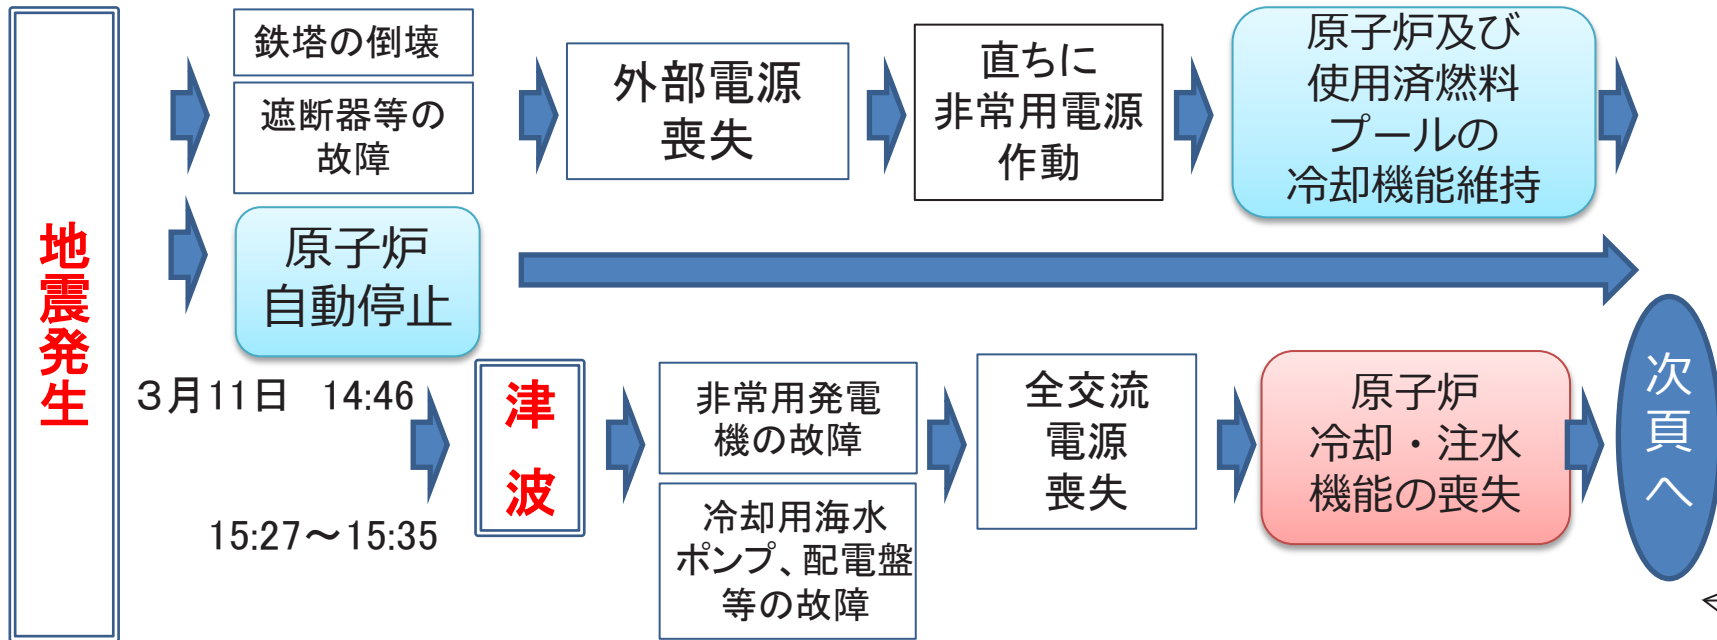 地震発生
鉄塔の倒壊
遮断器等の
故障
外部電源
喪失
直ちに
非常用電源
作動
原子炉及び
使用済燃料
プールの
冷却機能維持
原子炉
自動停止
3月11日　14:46
15:27～15:35
津
波
非常用発電
機の故障
冷却用海水
ポンプ、配電盤
等の故障
全交流
電源
喪失
原子炉
冷却・注水
機能の喪失
次頁へ